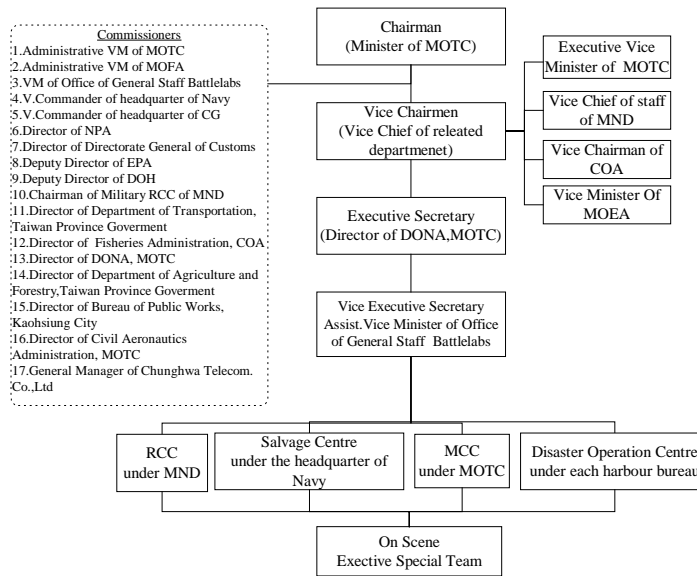 Commissioners
1.Administrative VM of MOTC
2.Administrative VM of MOFA
3.VM of Office of General Staff Battlelabs
4.V.Commander of headquarter of Navy
5.V.Commander of headquarter of CG
6.Director of NPA
7.Director of Directorate General of Customs
8.Deputy Director of EPA
9.Deputy Director of DOH
10.Chairman of Military RCC of MND
11.Director of Department of Transportation,
Taiwan Province Goverment
12.Director of Fisheries Administration, COA
13.Director of DONA, MOTC
14.Director of Department of Agriculture and
Forestry,Taiwan Province Goverment
15.Director of Bureau of Public Works,
Kaohsiung City
16.Director of Civil Aeronautics
Administration, MOTC
17.General Manager of Chunghwa Telecom.
Co.,Ltd
Chairman
(Minister of MOTC)
Vice Chairmen
(Vice Chief of releated
departmenet)
Executive Vice
Minister of MOTC
Vice Chief of staff
of MND
Vice Chairman of
COA
Vice Minister Of
MOEA
Executive Secretary
(Director of DONA,MOTC)
Vice Executive Secretary
Assist.Vice Minister of Office
of General Staff Battlelabs
RCC
under MND
Salvage Centre
under the headquarter of
Navy
MCC
under MOTC
Disaster Operation Centre
under each harbour bureau
On Scene
Exective Special Team